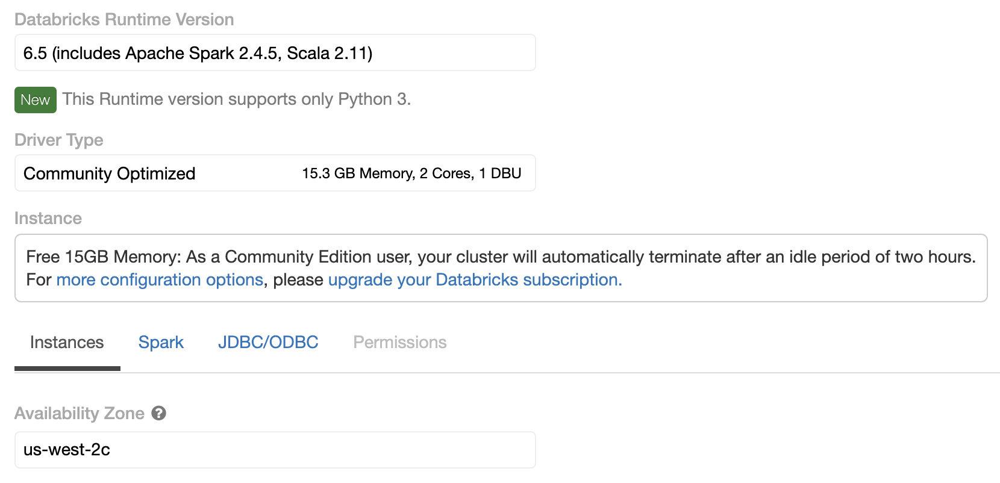 Databricks Runtime Version
6.5 (includes Apache Spark 2.4.5, Scala 2.11)
New This Runtime version supports only Python 3.
Driver Type
Community Optimized 15.3 GB Memory, 2 Cores, 1 DBU
Instance
Free 15GB Memory: As a Community Edition user, your cluster will automatically terminate after an idle period of two hours.
For more configuration options, please upgrade your Databricks subscription.
Instances Spark JDBC/ODBC Permissions
Availability Zone ?
us-west-2c